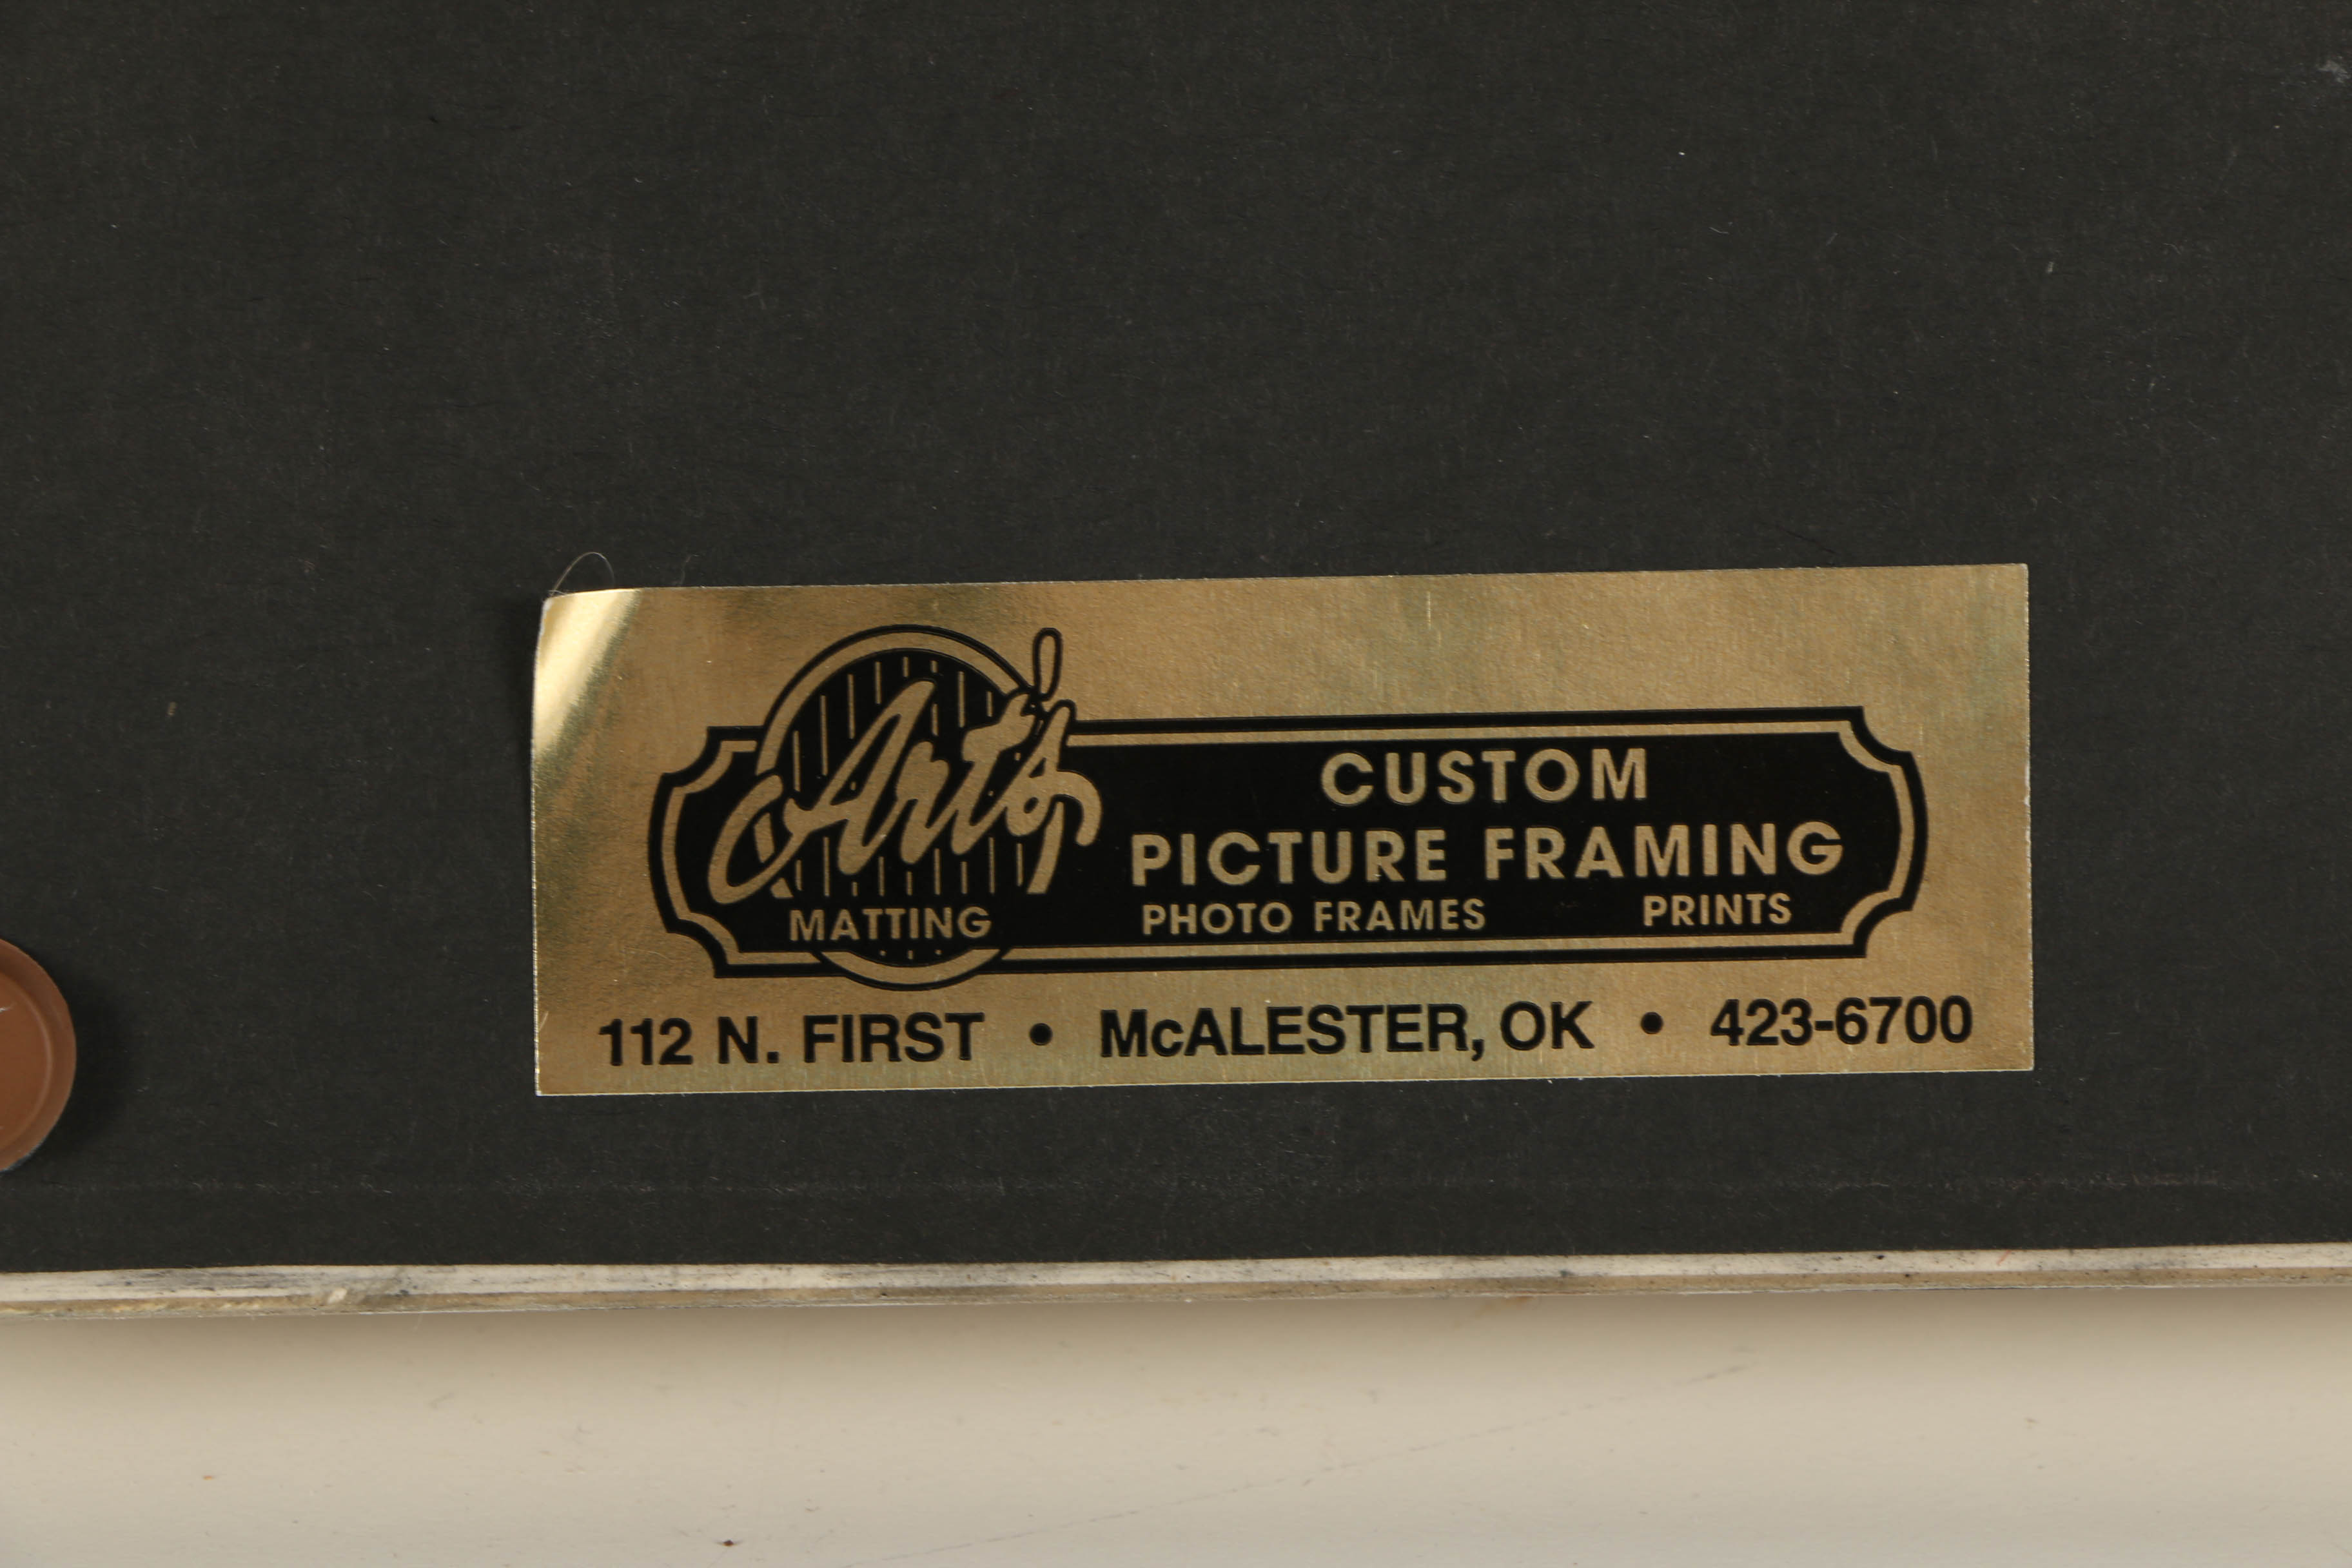 Art's
CUSTOM
PICTURE FRAMING
MATTING PHOTO FRAMES PRINTS
112 N. FIRST • McALESTER, OK • 423-6700